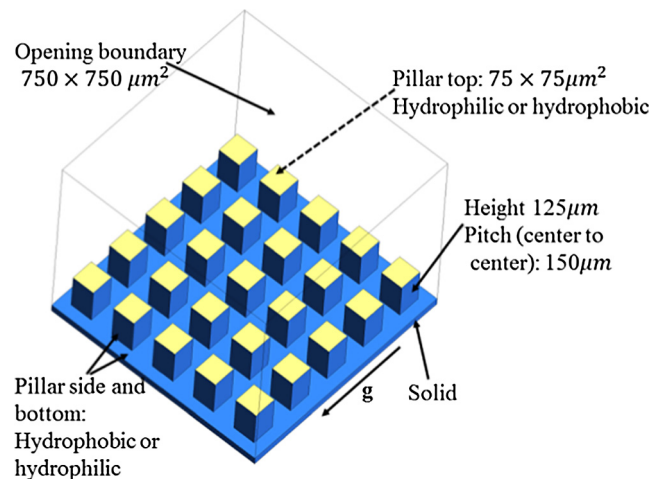 Opening boundary
750 × 750 μm²
Pillar top: 75 × 75μm²
Hydrophilic or hydrophobic
Height 125μm
Pitch (center to
center): 150μm
Pillar side and
bottom:
Hydrophobic or
hydrophilic
g
Solid